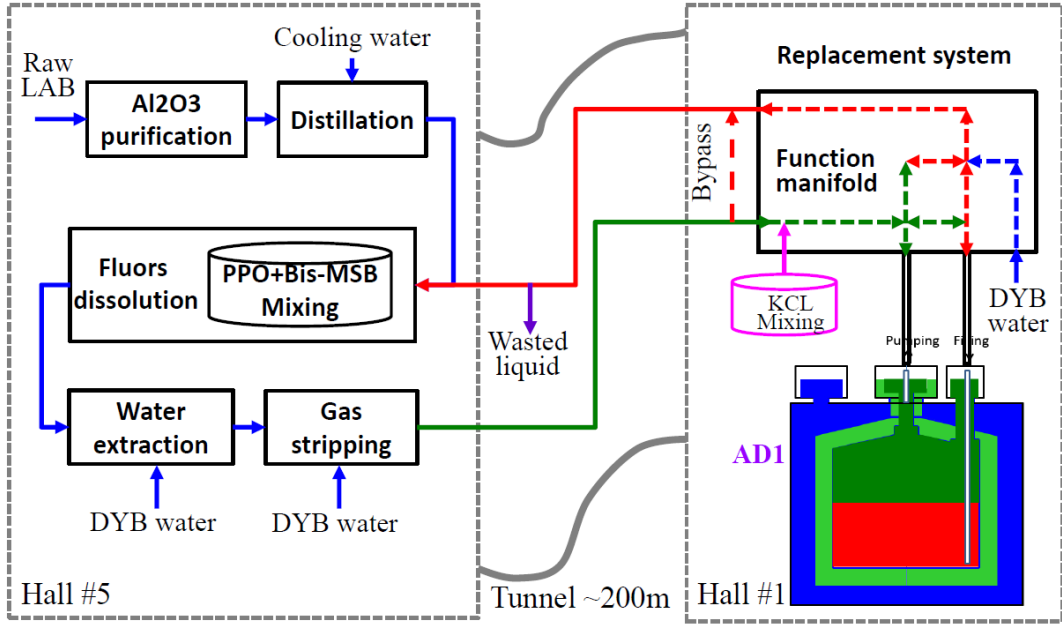 Cooling water
Raw
LAB
Al2O3
purification
Distillation
Fluors
dissolution
PPO+Bis-MSB
Mixing
Wasted
liquid
Water
extraction
Gas
stripping
DYB water
DYB water
Hall #5
Tunnel ~200m
Replacement system
Bypass
Function
manifold
KCL
Mixing
DYB
water
Pumping
AD1
Hall #1